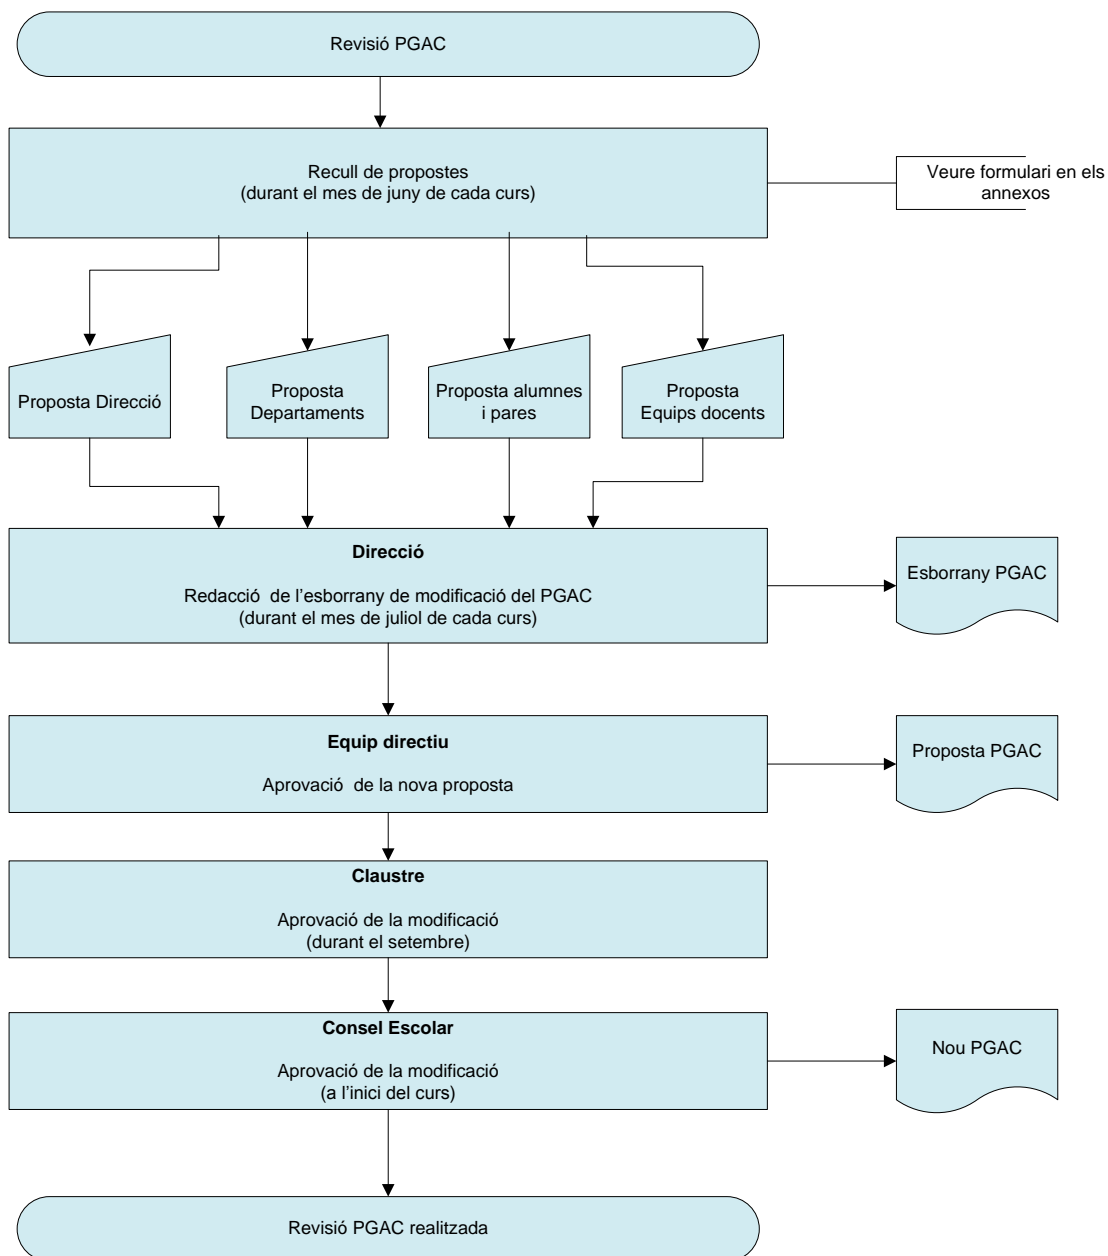 Revisió PGAC
Recull de propostes
(durant el mes de juny de cada curs)
Veure formulari en els
annexos
Proposta Direcció
Proposta
Departaments
Proposta alumnes
i pares
Proposta
Equips docents
Direcció
Redacció de l’esborrany de modificació del PGAC
(durant el mes de juliol de cada curs)
Esborrany PGAC
Equip directiu
Aprovació de la nova proposta
Proposta PGAC
Claustre
Aprovació de la modificació
(durant el setembre)
Consel Escolar
Aprovació de la modificació
(a l’inici del curs)
Nou PGAC
Revisió PGAC realitzada